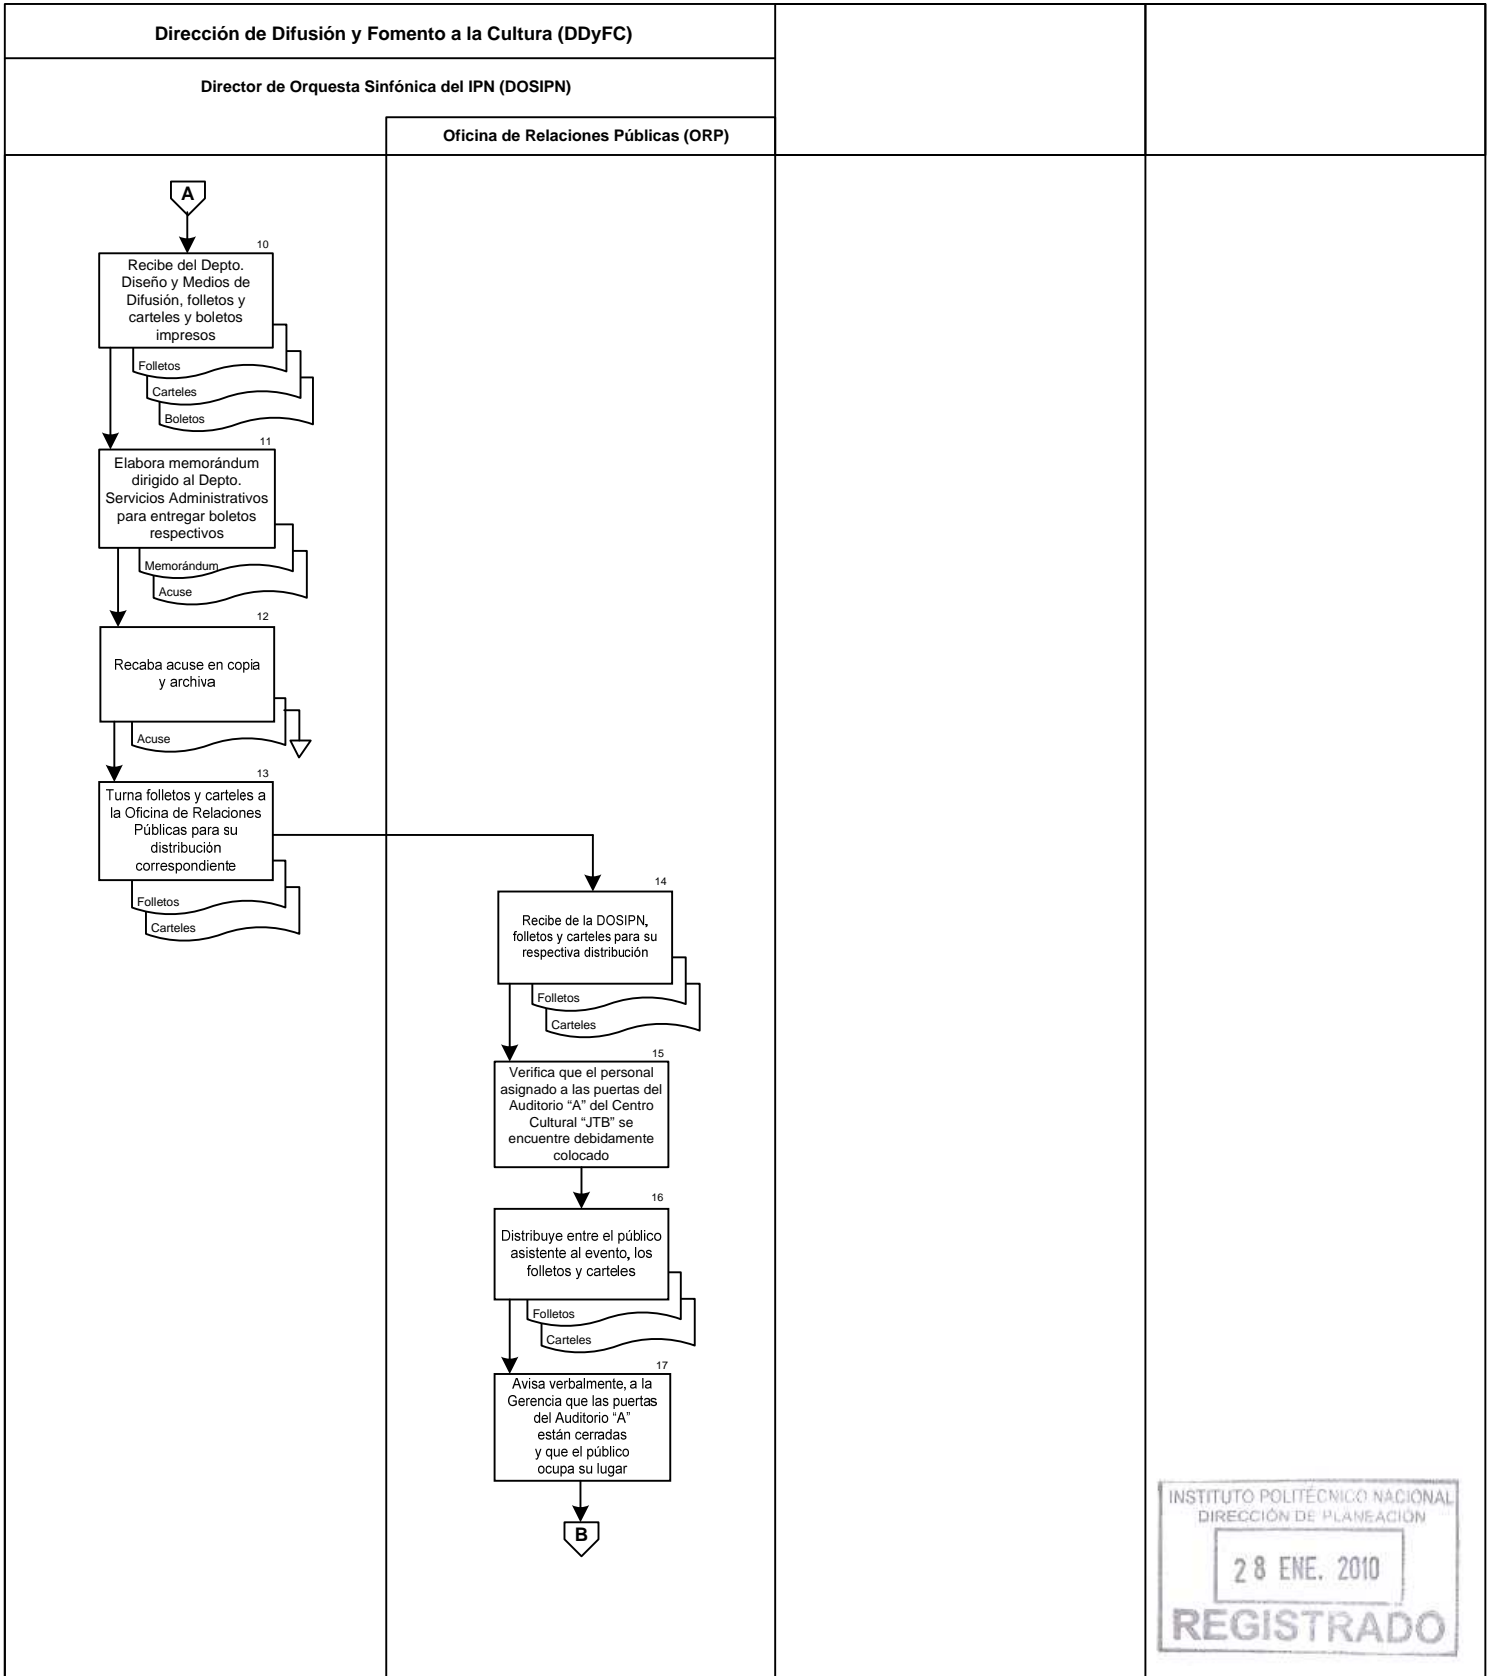 Dirección de Difusión y Fomento a la Cultura (DDyFC)
Director de Orquesta Sinfónica del IPN (DOSIPN)
Oficina de Relaciones Públicas (ORP)
A
10
Recibe del Depto.
Diseño y Medios de
Difusión, folletos y
carteles y boletos
impresos
Folletos
Carteles
Boletos
11
Elabora memorándum
dirigido al Depto.
Servicios Administrativos
para entregar boletos
respectivos
Memorándum
Acuse
12
Recaba acuse en copia
y archiva
Acuse
13
Turna folletos y carteles a
la Oficina de Relaciones
Públicas para su
distribución
correspondiente
Folletos
Carteles
14
Recibe de la DOSIPN,
folletos y carteles para su
respectiva distribución
Folletos
Carteles
15
Verifica que el personal
asignado a las puertas del
Auditorio “A” del Centro
Cultural “JTB” se
encuentre debidamente
colocado
16
Distribuye entre el público
asistente al evento, los
folletos y carteles
Folletos
Carteles
17
Avisa verbalmente, a la
Gerencia que las puertas
del Auditorio “A”
están cerradas
y que el público
ocupa su lugar
B
INSTITUTO POLITÉCNICO NACIONAL
DIRECCIÓN DE PLANEACIÓN
28 ENE. 2010
REGISTRADO